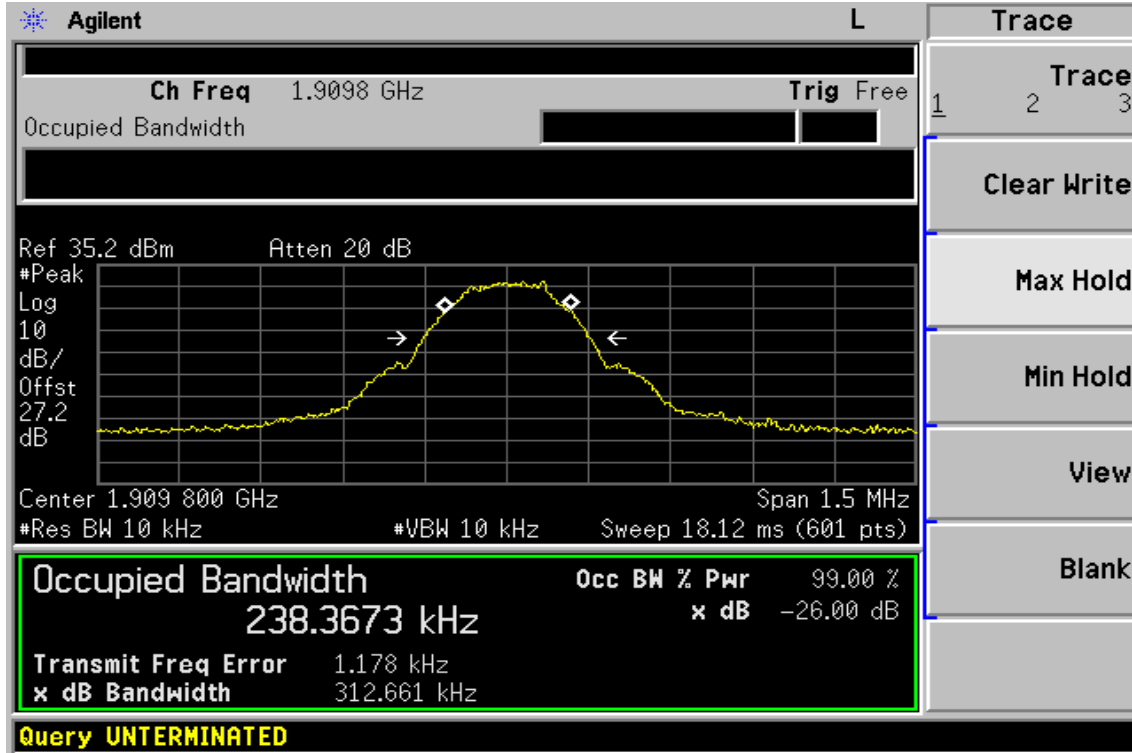 Agilent L Trace
Ch Freq 1.9098 GHz Trig Free
Occupied Bandwidth
Trace
1 2 3
Clear Write
Max Hold
Min Hold
View
Blank
Ref 35.2 dBm Atten 20 dB
#Peak
Log
10
dB/
Offst
27.2
dB
Center 1.909 800 GHz Span 1.5 MHz
#Res BW 10 kHz #VBW 10 kHz Sweep 18.12 ms (601 pts)
Occupied Bandwidth Occ BW % Pwr 99.00 %
238.3673 kHz x dB -26.00 dB
Transmit Freq Error 1.178 kHz
x dB Bandwidth 312.661 kHz
Query UNTERMINATED